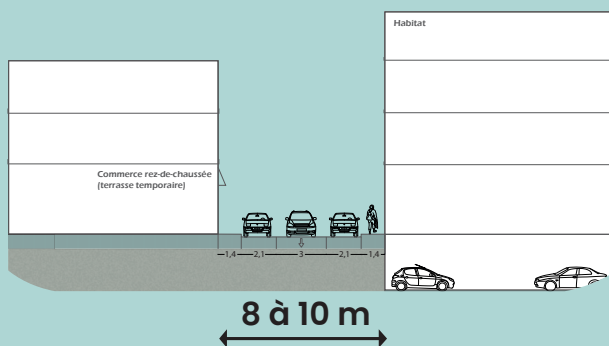 Habitat
Commerce rez-de-chaussée
(terrasse temporaire)
1,4 2,1 3 2,1 1,4
8 à 10 m